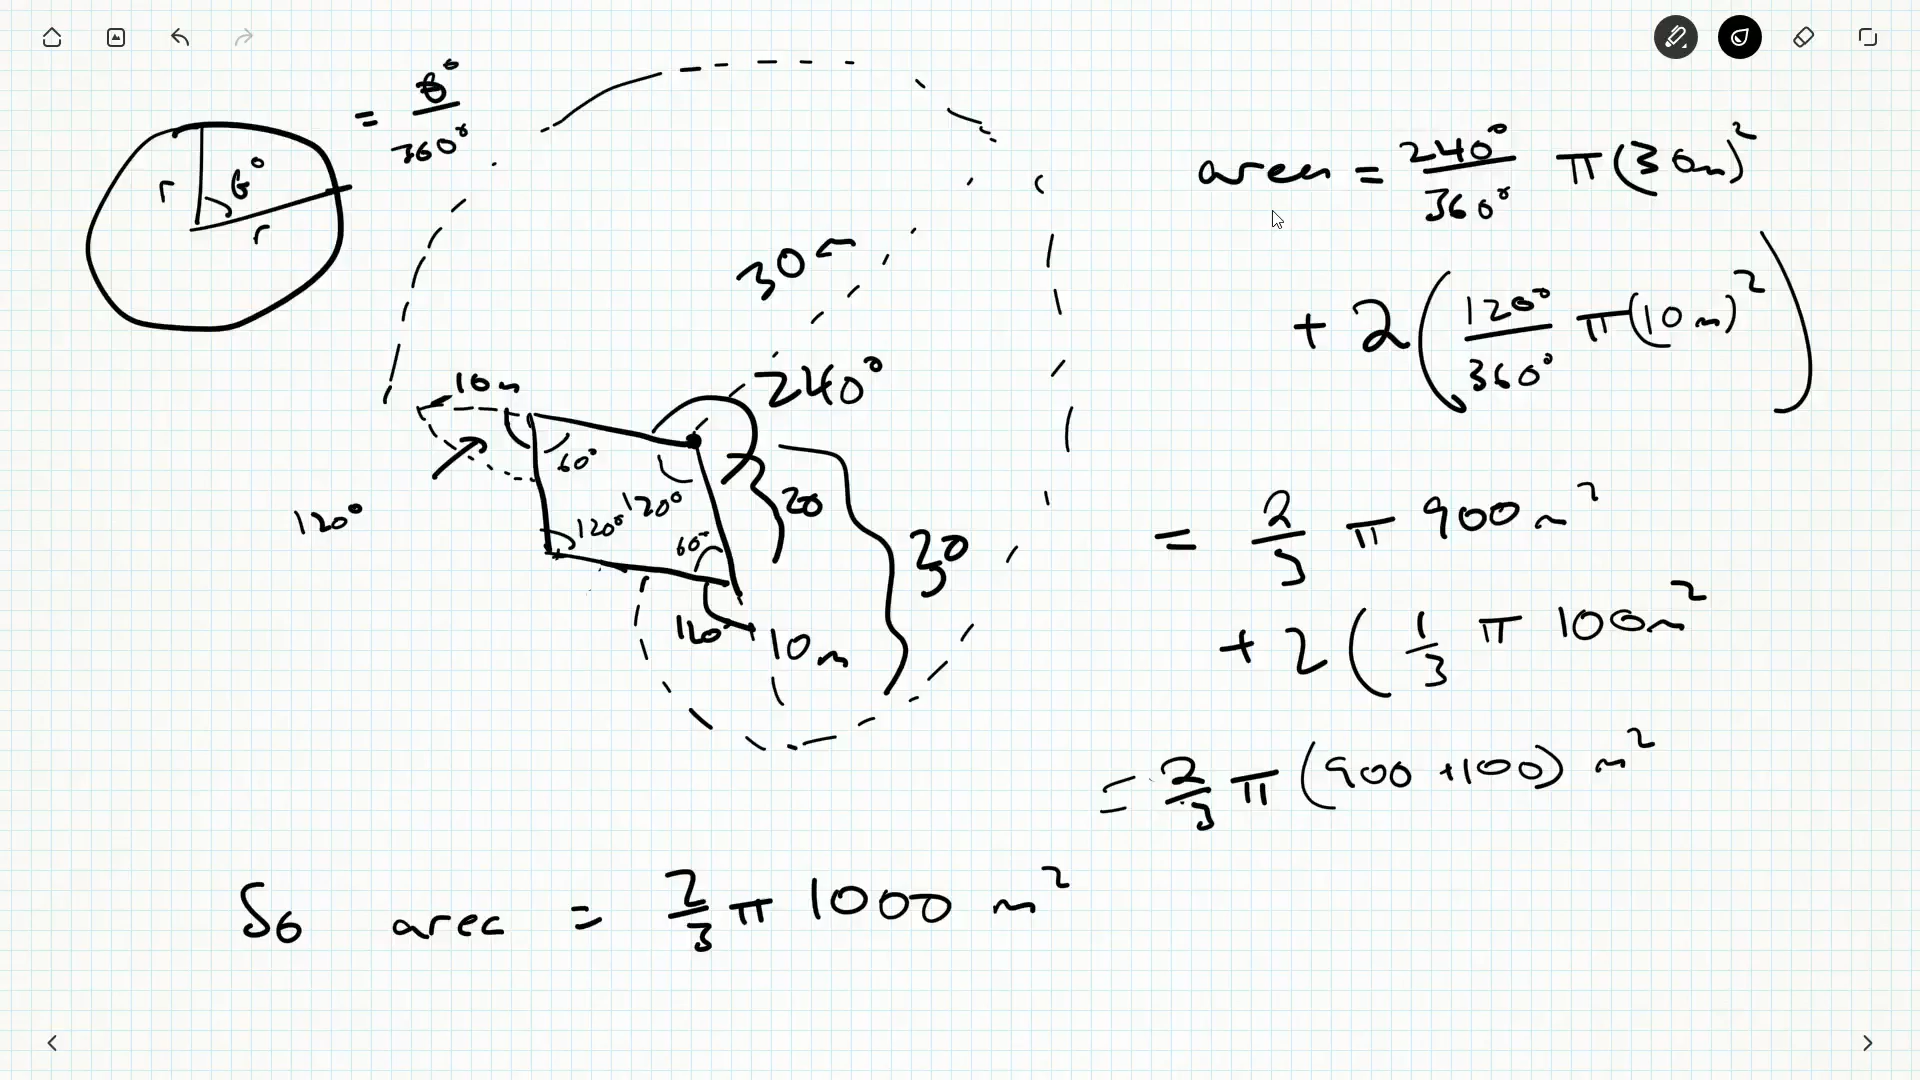 = θ° / 360°
r θ° r
30m
240°
10m
60°
120°
20
30
120°
120°
60°
120°
10m
area = 240° / 360° π (30m)²
+ 2 ( 120° / 360° π (10m)² )
= 2/3 π 900 m²
+ 2 ( 1/3 π 100m²
= 2/3 π (900 + 100) m²
So area = 2/3 π 1000 m²